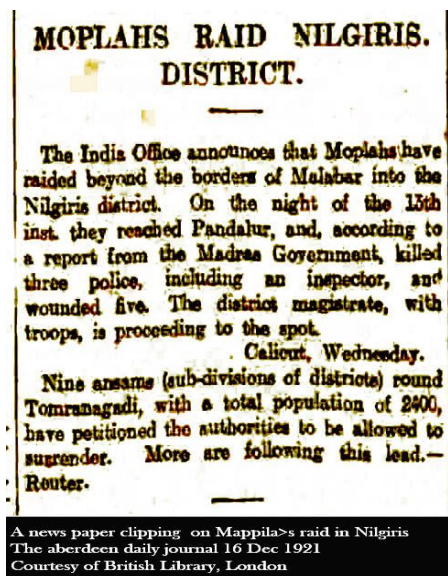 MOPLAHS RAID NILGIRIS.
DISTRICT.
The India Office announces that Moplahs have
raided beyond the borders of Malabar into the
Nilgiris district. On the night of the 13th
inst. they reached Pandalur, and, according to
a report from the Madras Government, killed
three police, including an inspector, and
wounded five. The district magistrate, with
troops, is proceeding to the spot.
Calicut, Wednesday.
Nine amsams (sub-divisions of districts) round
Tomranagadi, with a total population of 2400,
have petitioned the authorities to be allowed to
surrender. More are following this lead.—
Reuter.
A news paper clipping on Mappila>s raid in Nilgiris
The aberdeen daily journal 16 Dec 1921
Courtesy of British Library, London